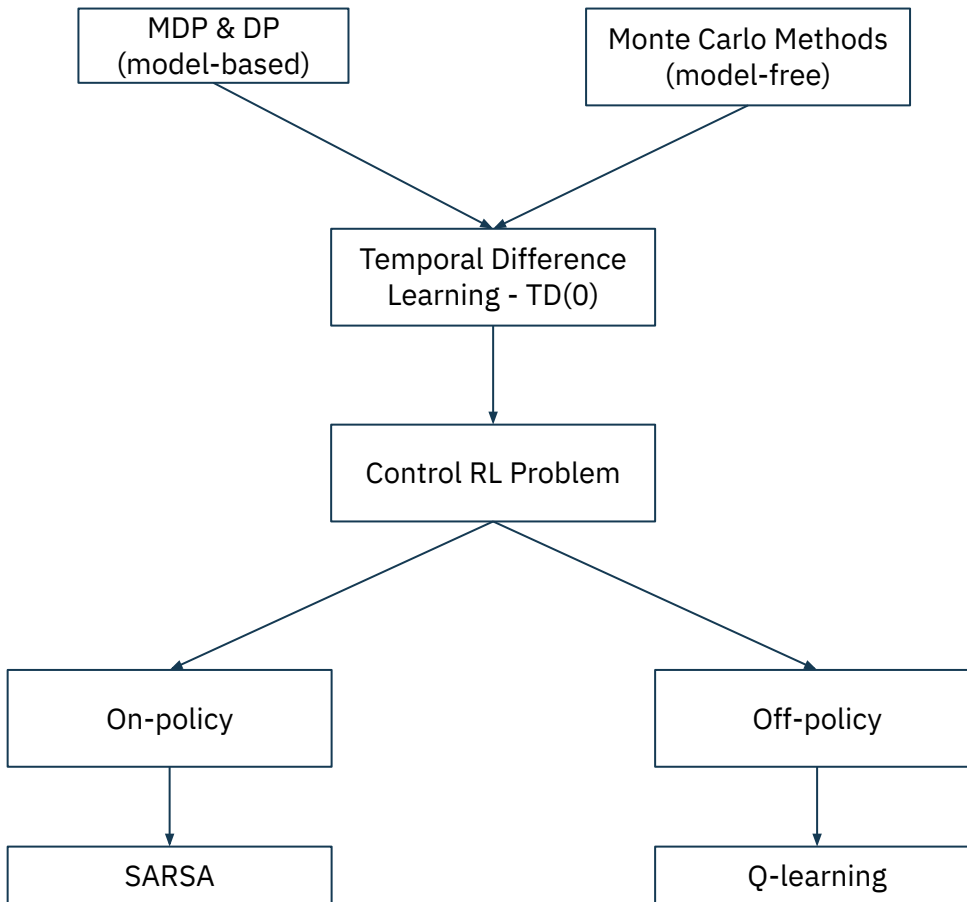 MDP & DP
(model-based)
Monte Carlo Methods
(model-free)
Temporal Difference
Learning - TD(0)
Control RL Problem
On-policy
Off-policy
SARSA
Q-learning